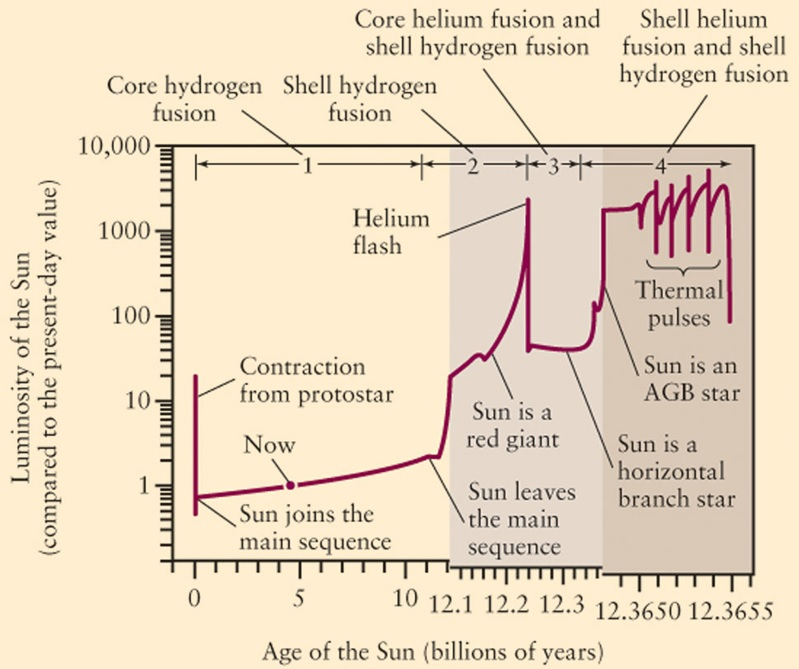 Core helium fusion and
shell hydrogen fusion
Shell helium
fusion and shell
hydrogen fusion
Core hydrogen
fusion
Shell hydrogen
fusion
10,000
1000
100
10
1
Luminosity of the Sun
(compared to the present-day value)
1
2
3
4
Helium
flash
Thermal
pulses
Contraction
from protostar
Sun is an
AGB star
Sun is a
red giant
Now
Sun is a
horizontal
branch star
Sun joins the
main sequence
Sun leaves
the main
sequence
0 5 10 12.1 12.2 12.3 12.3650 12.3655
Age of the Sun (billions of years)